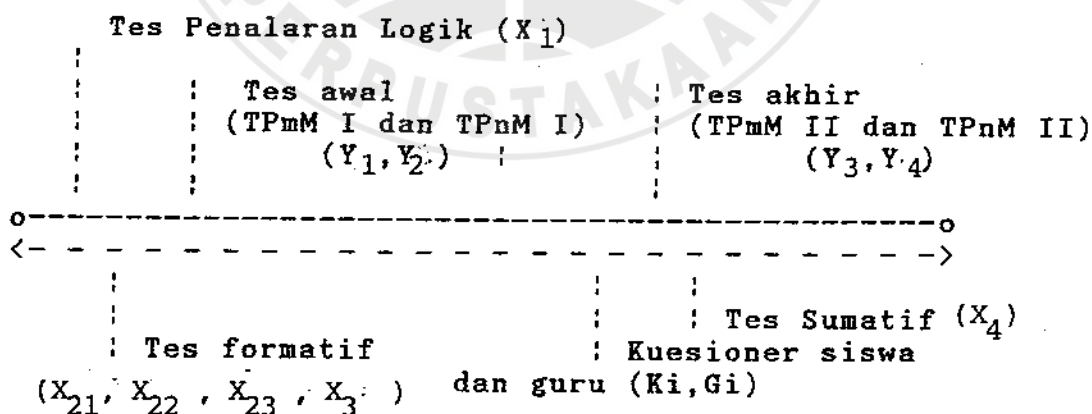 PERPUSTAKAAN
Tes Penalaran Logik (X1)
Tes awal
(TPmM I dan TPnM I)
(Y1, Y2)
Tes akhir
(TPmM II dan TPnM II)
(Y3, Y4)
Tes Sumatif (X4)
Tes formatif
Kuesioner siswa
(X21, X22, X23, X3)
dan guru (Ki,Gi)